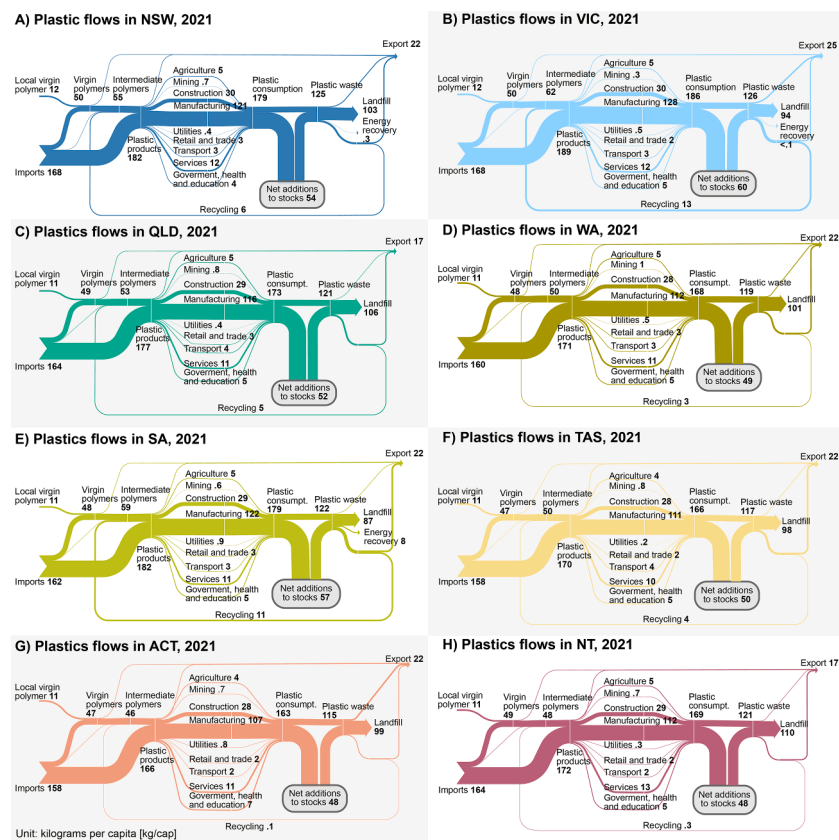 A) Plastic flows in NSW, 2021
Export 22
Local virgin
polymer 12
Virgin
polymers
50
Intermediate
polymers
55
Agriculture 5
Mining .7
Construction 30
Manufacturing 121
Plastic
consumption
179
Plastic waste
125
Landfill
103
Energy
recovery
.3
Utilities .4
Retail and trade 3
Transport 3
Services 12
Goverment, health
and education 4
Plastic
products
182
Imports 168
Net additions
to stocks 54
Recycling 6
B) Plastics flows in VIC, 2021
Export 25
Local virgin
polymer 12
Virgin
polymers
50
Intermediate
polymers
62
Agriculture 5
Mining .3
Construction 30
Manufacturing 128
Plastic
consumption
186
Plastic waste
126
Landfill
94
Energy
recovery
<.1
Utilities .5
Retail and trade 2
Transport 3
Services 12
Goverment, health
and education 5
Plastic
products
189
Imports 168
Net additions
to stocks 60
Recycling 13
C) Plastics flows in QLD, 2021
Export 17
Local virgin
polymer 11
Virgin
polymers
49
Intermediate
polymers
53
Agriculture 5
Mining .8
Construction 29
Manufacturing 116
Plastic
consumpt.
173
Plastic waste
121
Landfill
106
Utilities .4
Retail and trade 3
Transport 4
Services 11
Goverment, health
and education 5
Plastic
products
177
Imports 164
Net additions
to stocks 52
Recycling 5
D) Plastics flows in WA, 2021
Export 22
Local virgin
polymer 11
Virgin
polymers
48
Intermediate
polymers
50
Agriculture 5
Mining 1
Construction 28
Manufacturing 112
Plastic
consumpt.
168
Plastic waste
119
Landfill
101
Utilities .5
Retail and trade 3
Transport 3
Services 11
Goverment, health
and education 5
Plastic
products
171
Imports 160
Net additions
to stocks 49
Recycling 3
E) Plastics flows in SA, 2021
Export 22
Local virgin
polymer 11
Virgin
polymers
48
Intermediate
polymers
59
Agriculture 5
Mining .6
Construction 29
Manufacturing 122
Plastic
consumpt.
179
Plastic waste
122
Landfill
87
Energy
recovery 8
Utilities .9
Retail and trade 3
Transport 3
Services 11
Goverment, health
and education 5
Plastic
products
182
Imports 162
Net additions
to stocks 57
Recycling 11
F) Plastics flows in TAS, 2021
Export 22
Local virgin
polymer 11
Virgin
polymers
47
Intermediate
polymers
50
Agriculture 4
Mining .8
Construction 28
Manufacturing 111
Plastic
consumpt.
166
Plastic waste
117
Landfill
98
Utilities .2
Retail and trade 2
Transport 4
Services 10
Goverment, health
and education 5
Plastic
products
170
Imports 158
Net additions
to stocks 50
Recycling 4
G) Plastics flows in ACT, 2021
Export 22
Local virgin
polymer 11
Virgin
polymers
47
Intermediate
polymers
46
Agriculture 4
Mining .7
Construction 28
Manufacturing 107
Plastic
consumpt.
163
Plastic waste
115
Landfill
99
Utilities .8
Retail and trade 2
Transport 2
Services 11
Goverment, health
and education 7
Plastic
products
166
Imports 158
Net additions
to stocks 48
Recycling .1
Unit: kilograms per capita [kg/cap]
H) Plastics flows in NT, 2021
Export 17
Local virgin
polymer 11
Virgin
polymers
49
Intermediate
polymers
48
Agriculture 5
Mining .7
Construction 29
Manufacturing 112
Plastic
consumpt.
169
Plastic waste
121
Landfill
110
Utilities .3
Retail and trade 2
Transport 2
Services 13
Goverment, health
and education 5
Plastic
products
172
Imports 164
Net additions
to stocks 48
Recycling .3